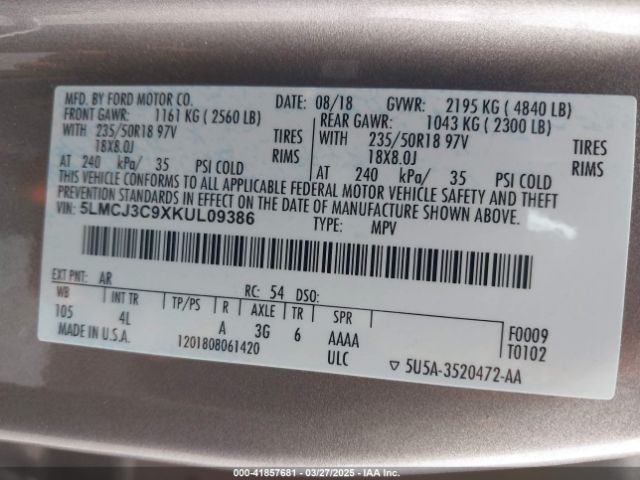 MFD. BY FORD MOTOR CO. DATE: 08/18 GVWR: 2195 KG ( 4840 LB)
FRONT GAWR: 1161 KG ( 2560 LB) REAR GAWR: 1043 KG ( 2300 LB)
WITH 235/50R18 97V TIRES WITH 235/50R18 97V TIRES
18X8.0J RIMS 18X8.0J RIMS
AT 240 kPa/ 35 PSI COLD AT 240 kPa/ 35 PSI COLD
THIS VEHICLE CONFORMS TO ALL APPLICABLE FEDERAL MOTOR VEHICLE SAFETY AND THEFT
PREVENTION STANDARDS IN EFFECT ON THE DATE OF MANUFACTURE SHOWN ABOVE.
VIN: 5LMCJ3C9XKUL09386 TYPE: MPV
EXT PNT: AR RC: 54 DSO:
WB INT TR TP/PS R AXLE TR SPR
105 4L A 3G 6 AAAA F0009
MADE IN U.S.A. 1201808061420 ULC T0102
▽ 5U5A-3520472-AA
000-41857681 - 03/27/2025 - IAA Inc.